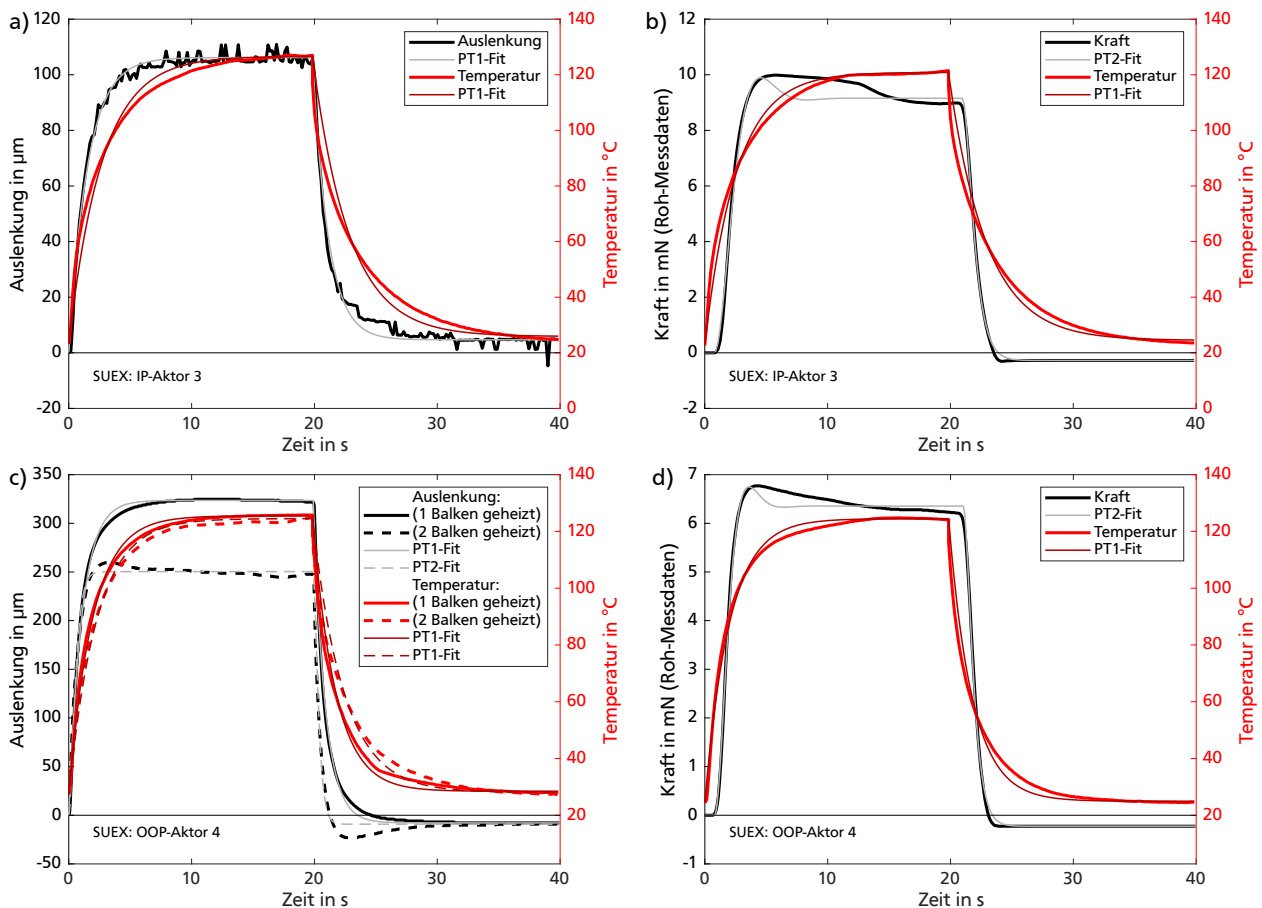 a)
120
100
80
60
40
20
0
-20
Auslenkung in µm
140
120
100
80
60
40
20
0
Temperatur in °C
Auslenkung
PT1-Fit
Temperatur
PT1-Fit
SUEX: IP-Aktor 3
0 10 20 30 40
Zeit in s
b)
12
10
8
6
4
2
0
-2
Kraft in mN (Roh-Messdaten)
140
120
100
80
60
40
20
0
Temperatur in °C
Kraft
PT2-Fit
Temperatur
PT1-Fit
SUEX: IP-Aktor 3
0 10 20 30 40
Zeit in s
c)
350
300
250
200
150
100
50
0
-50
Auslenkung in µm
140
120
100
80
60
40
20
0
Temperatur in °C
Auslenkung:
(1 Balken geheizt)
(2 Balken geheizt)
PT1-Fit
PT2-Fit
Temperatur:
(1 Balken geheizt)
(2 Balken geheizt)
PT1-Fit
PT1-Fit
SUEX: OOP-Aktor 4
0 10 20 30 40
Zeit in s
d)
7
6
5
4
3
2
1
0
-1
Kraft in mN (Roh-Messdaten)
140
120
100
80
60
40
20
0
Temperatur in °C
Kraft
PT2-Fit
Temperatur
PT1-Fit
SUEX: OOP-Aktor 4
0 10 20 30 40
Zeit in s